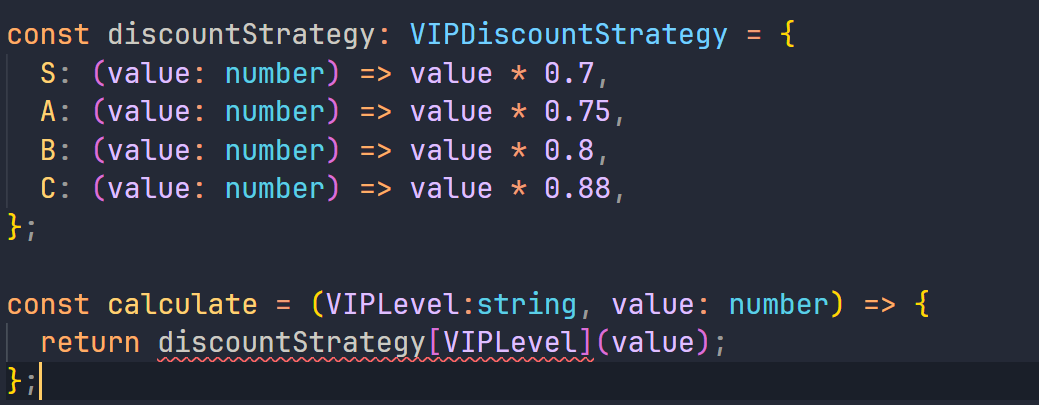 const discountStrategy: VIPDiscountStrategy = {
  S: (value: number) => value * 0.7,
  A: (value: number) => value * 0.75,
  B: (value: number) => value * 0.8,
  C: (value: number) => value * 0.88,
};

const calculate = (VIPLevel:string, value: number) => {
  return discountStrategy[VIPLevel](value);
};